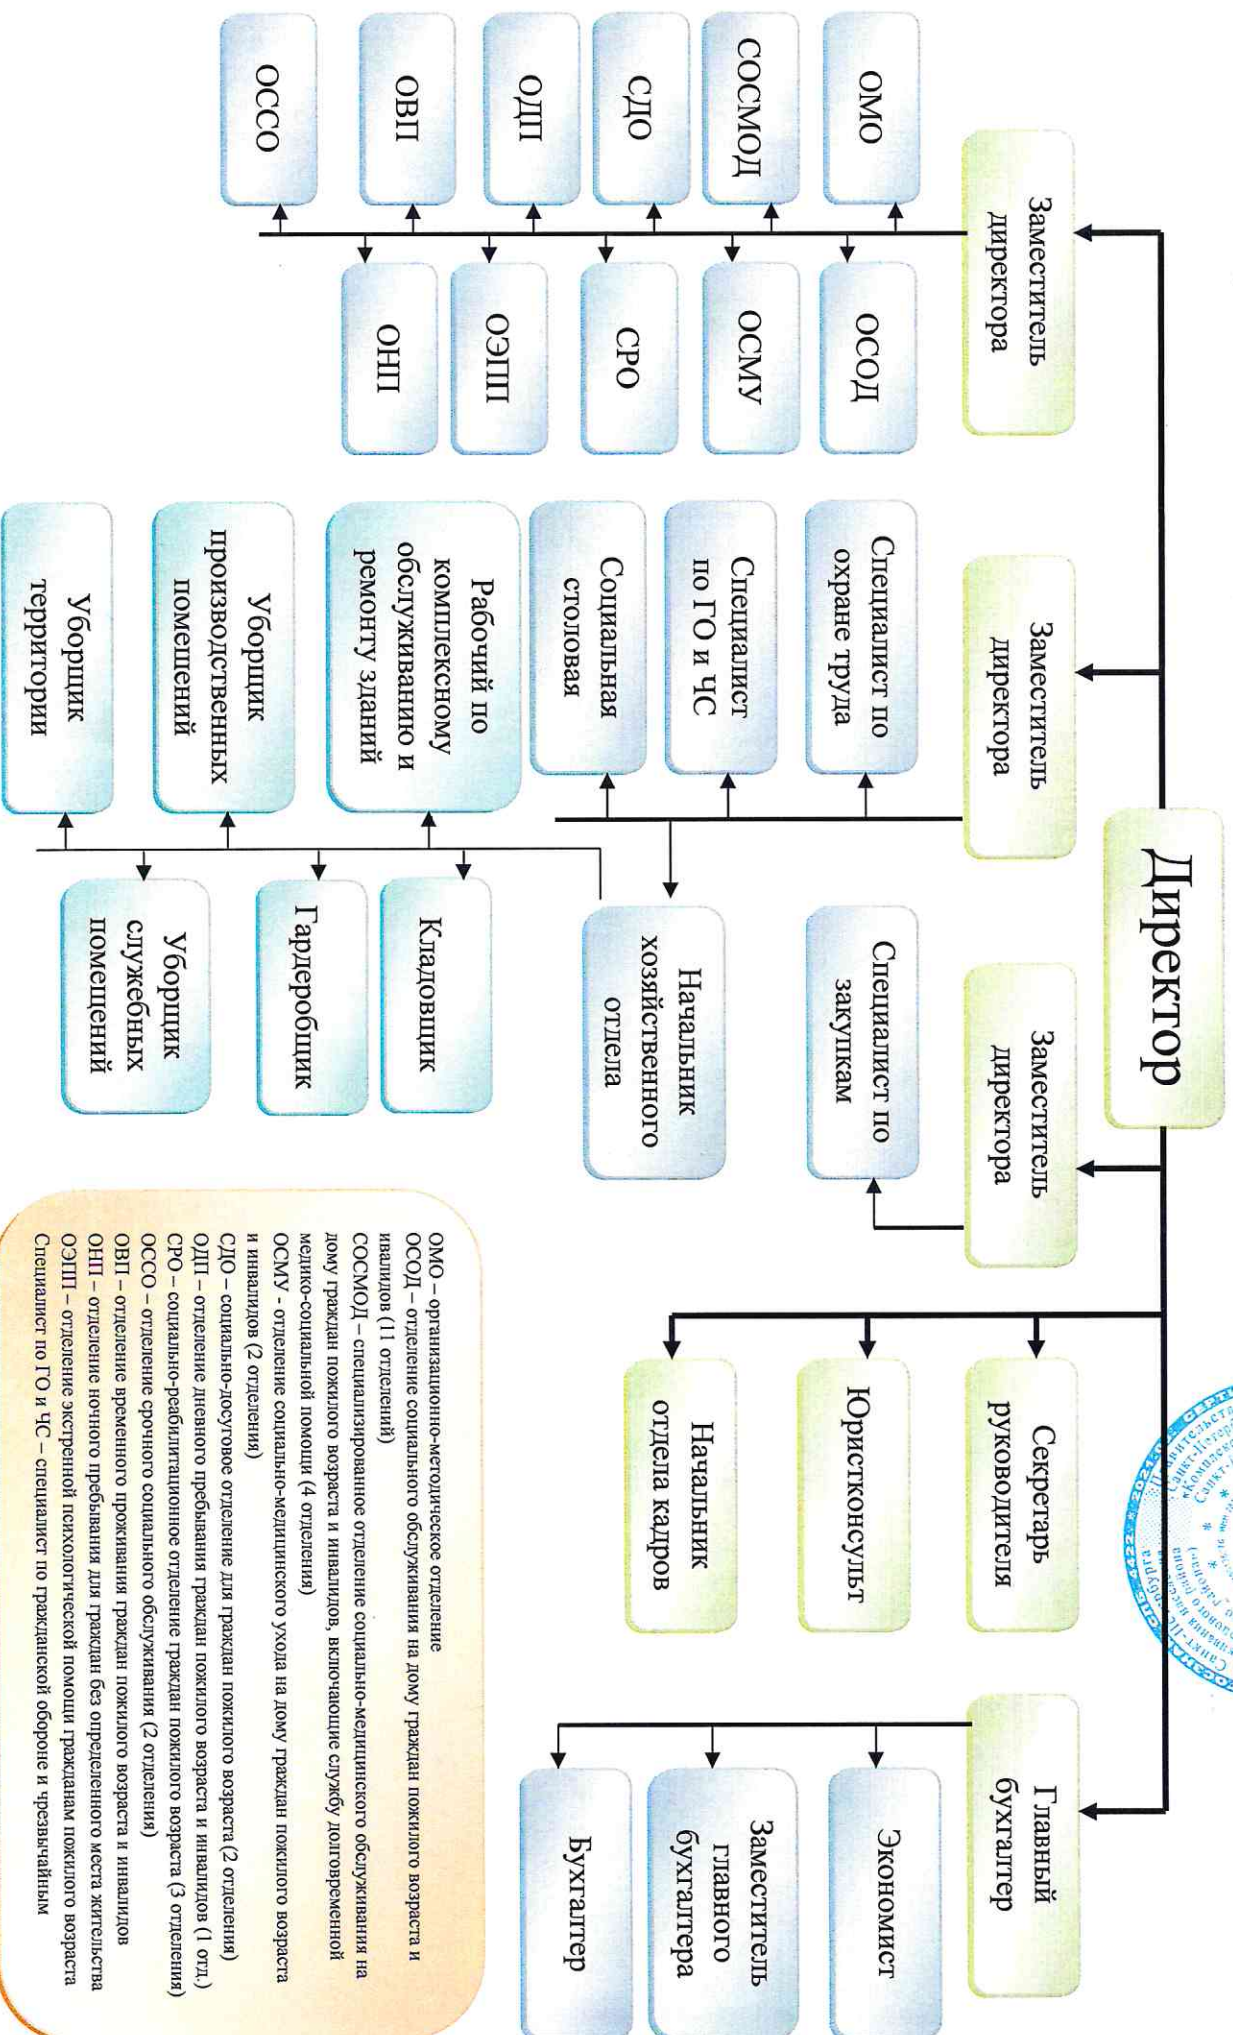 Директор
Заместитель
директора
Заместитель
директора
Заместитель
директора
Главный
бухгалтер
ОМО
СОСМОД
СДО
ОДП
ОВП
ОССО
ОСОД
ОСМУ
СРО
ОЭПП
ОНП
Специалист по
охране труда
Специалист
по ГО и ЧС
Социальная
столовая
Начальник
хозяйственного
отдела
Рабочий по
комплексному
обслуживанию и
ремонту зданий
Уборщик
производственных
помещений
Уборщик
территории
Кладовщик
Гардеробщик
Уборщик
служебных
помещений
Специалист по
закупкам
Секретарь
руководителя
Юристконсульт
Начальник
отдела кадров
Экономист
Заместитель
главного
бухгалтера
Бухгалтер
ОМО – организационно-методическое отделение
ОСОД – отделение социального обслуживания на дому граждан пожилого возраста и
ивалидов (11 отделений)
СОСМОД – специализированное отделение социально-медицинского обслуживания на
дому граждан пожилого возраста и инвалидов, включающие службу долговременной
медико-социальной помощи (4 отделения)
ОСМУ - отделение социально-медицинского ухода на дому граждан пожилого возраста
и инвалидов (2 отделения)
СДО – социально-досуговое отделение для граждан пожилого возраста (2 отделения)
ОДП – отделение дневного пребывания граждан пожилого возраста и инвалидов (1 отд.)
СРО – социально-реабилитационное отделение граждан пожилого возраста (3 отделения)
ОССО – отделение срочного социального обслуживания (2 отделения)
ОВП – отделение временного проживания граждан пожилого возраста и инвалидов
ОНП – отделение ночного пребывания для граждан без определенного места жительства
ОЭПП – отделение экстренной психологической помощи гражданам пожилого возраста
Специалист по ГО и ЧС – специалист по гражданской обороне и чрезвычайным